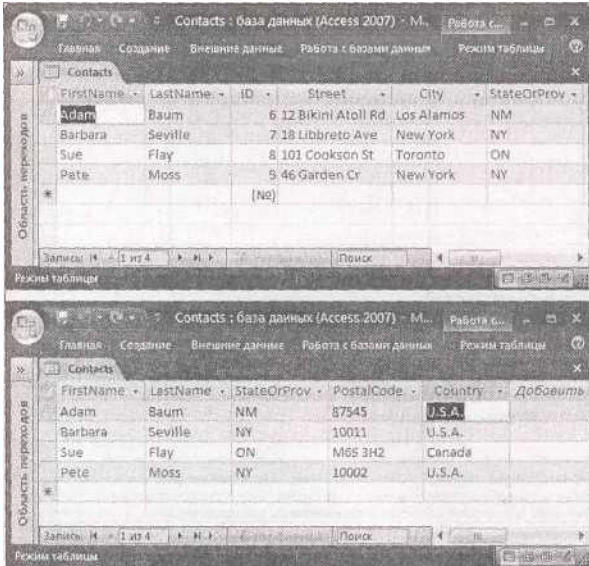 Contacts : база данных (Access 2007) - М... Работа с...
Главная Создание Внешние данные Работа с базами данных Режим таблицы
Contacts
FirstName LastName ID Street City StateOrProv
Adam Baum 6 12 Bikini Atoll Rd Los Alamos NM
Barbara Seville 7 18 Libbreto Ave New York NY
Sue Flay 8 101 Cookson St Toronto ON
Pete Moss 9 46 Garden Cr New York NY
* (№)
Область переходов
Записи: 1 из 4 Поиск
Режим таблицы
Contacts : база данных (Access 2007) - М... Работа с...
Главная Создание Внешние данные Работа с базами данных Режим таблицы
Contacts
FirstName LastName StateOrProv PostalCode Country Добавить
Adam Baum NM 87545 U.S.A.
Barbara Seville NY 10011 U.S.A.
Sue Flay ON M6S 3H2 Canada
Pete Moss NY 10002 U.S.A.
*
Область переходов
Записи: 1 из 4 Поиск
Режим таблицы